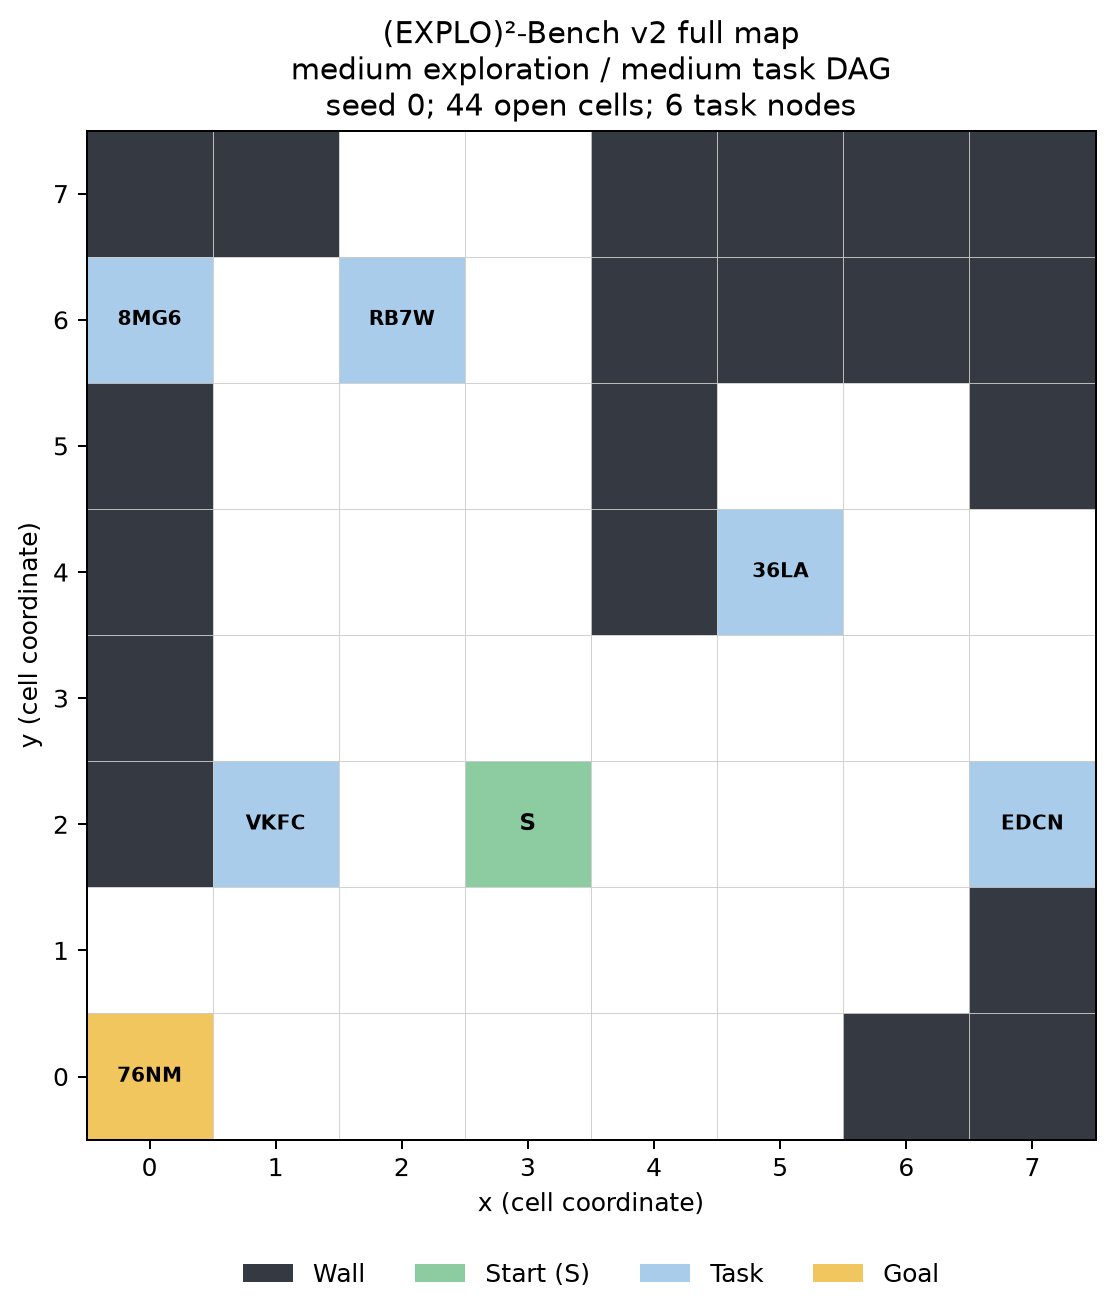 (EXPLO)²-Bench v2 full map
medium exploration / medium task DAG
seed 0; 44 open cells; 6 task nodes
7
6
5
4
3
2
1
0
y (cell coordinate)
8MG6 RB7W
36LA
VKFC S EDCN
76NM
0 1 2 3 4 5 6 7
x (cell coordinate)
Wall Start (S) Task Goal